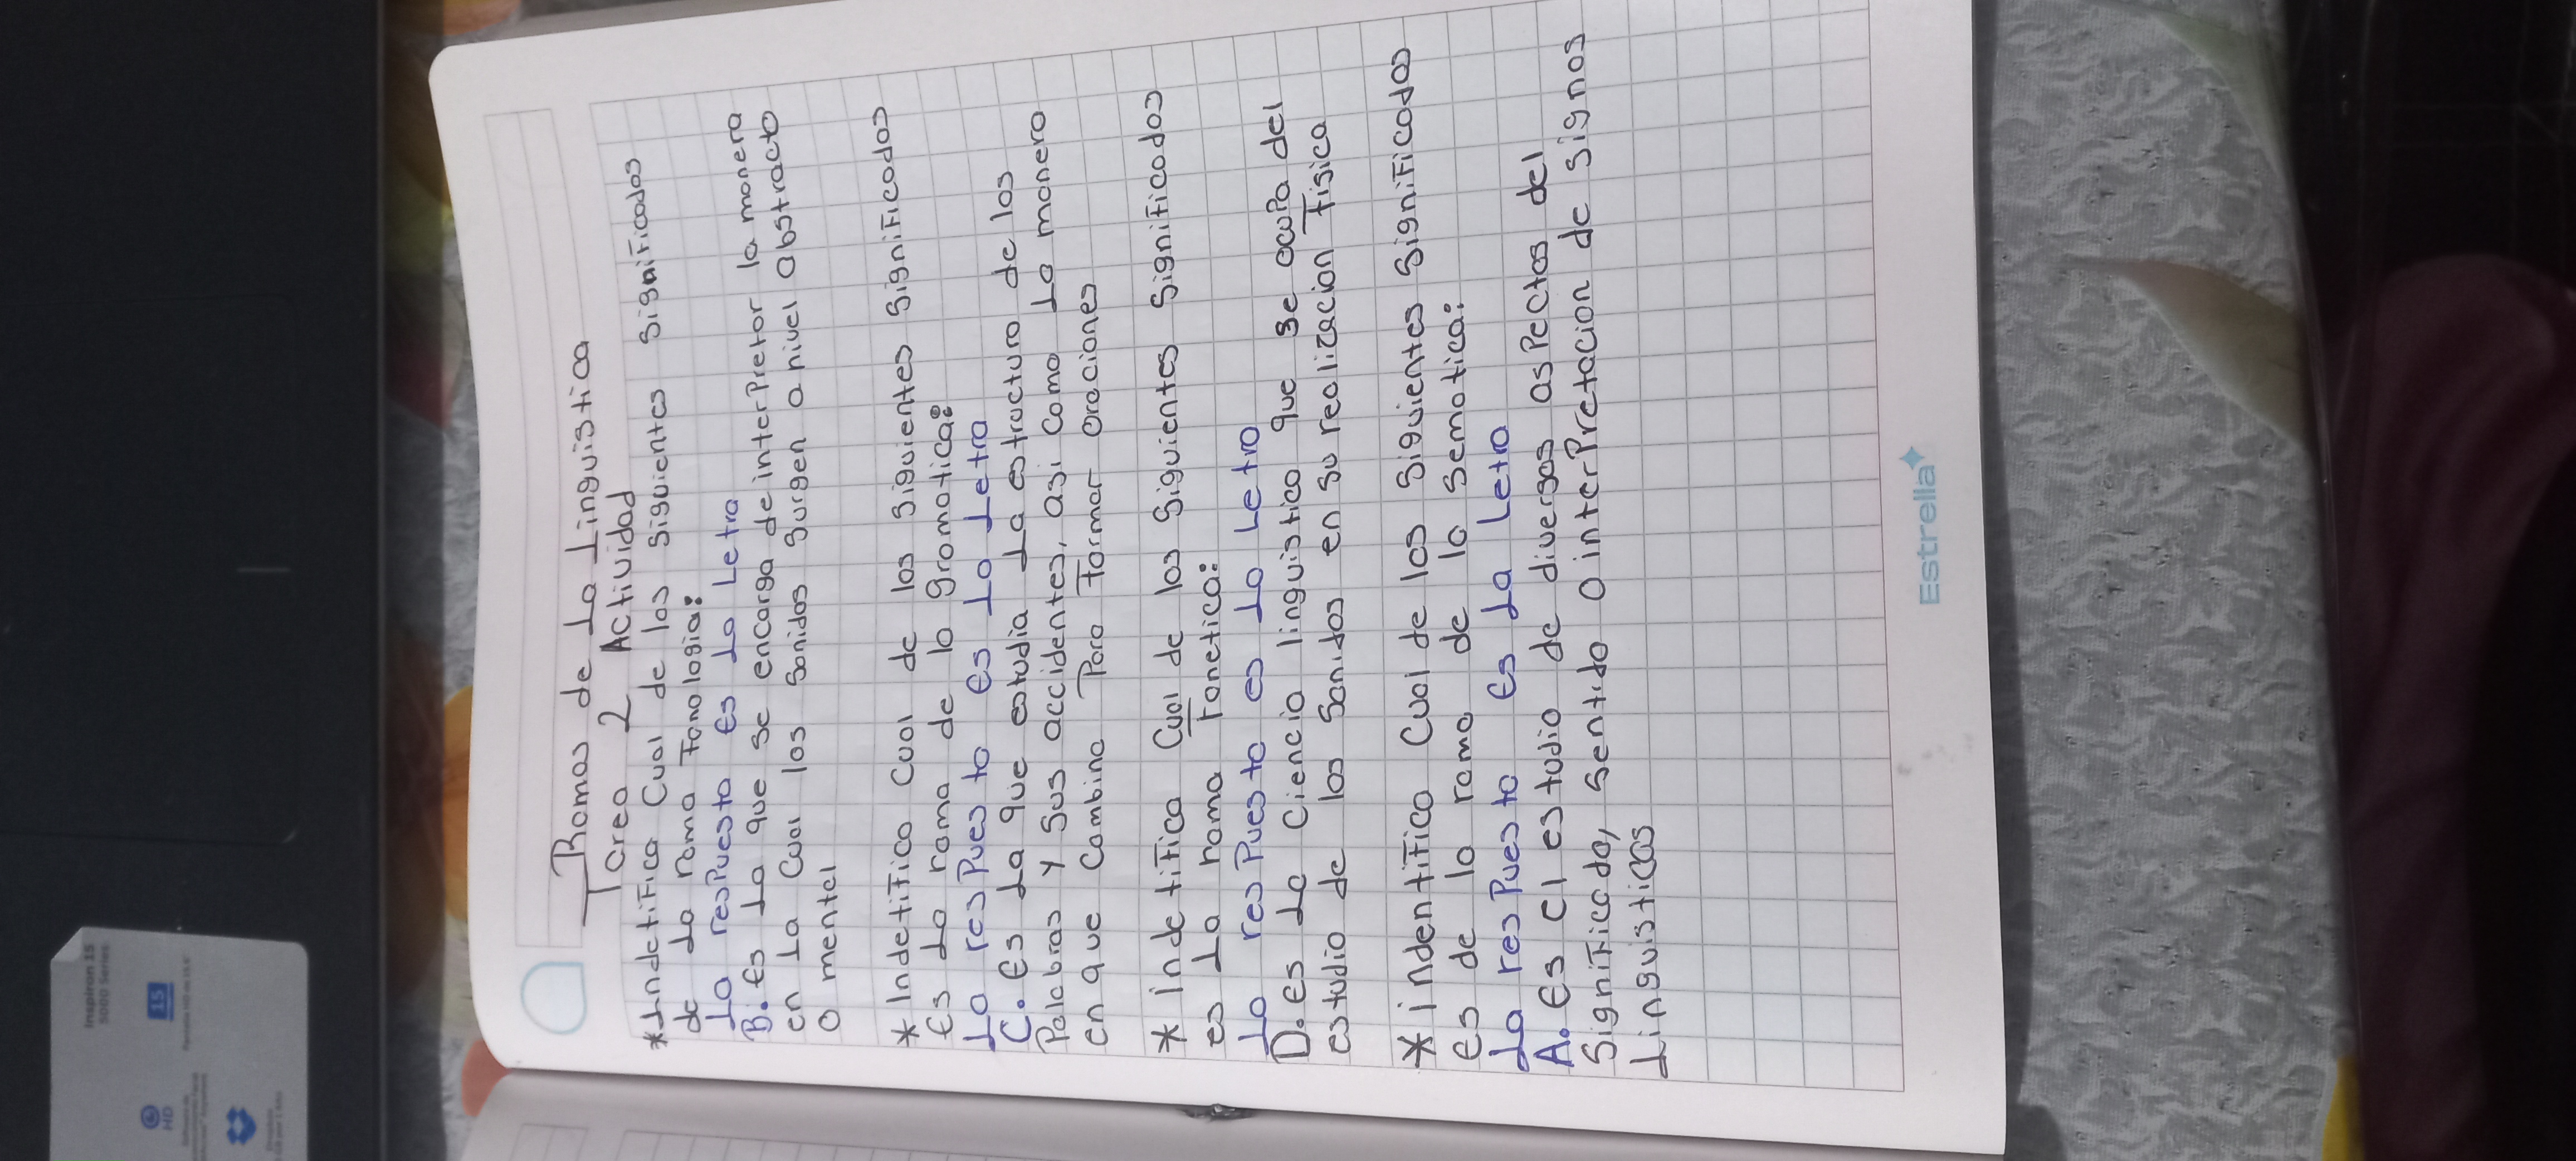 Inspiron 15
5000 Series
HD
15
Pantalla HD de 15.6"
Ramas de La Linguistica
Tarea 2 Actividad
*IndetiFica Cual de los siguientes significados
de La rama Fonologia:
La resPuesta Es La Letra
B. Es La que se encarga de interPretar la manera
en La Cual los Sonidos Surgen a nivel abstracto
O mental
* IndetiFica Cual de los siguientes SigniFicados
Es La rama de la gramatica:
La resPuesta es La Letra
C. Es La que estudia La estructura de las
Palabras Y Sus accidentes, asi Como La manera
en que Combina Para Formar oraciones
* indetiFica Cual de los Siguientes Significados
es La rama Fonetica:
La resPuesta es La Letra
D. es La Ciencia linguistica que se ocuPa del
estudio de los Sonidos en su realizacion Fisica
* indentiFica Cual de los Siguientes SigniFicados
es de la rama de la Semotica:
La resPuesta Es La Letra
A. Es el estudio de diversos asPectos del
SigniFicado, Sentido O interPretacion de signos
Linguisticos
Estrella